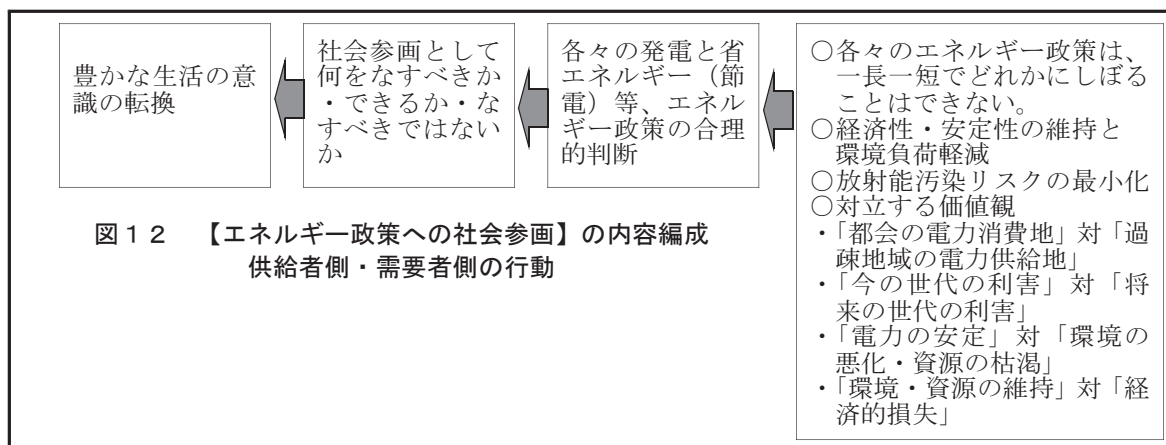 豊かな生活の意
識の転換
社会参画として
何をなすべきか
・できるか・な
すべきではない
か
各々の発電と省
エネルギー（節
電）等、エネル
ギー政策の合理
的判断
○各々のエネルギー政策は、
一長一短でどれかにしぼる
ことはできない。
○経済性・安定性の維持と
環境負荷軽減
○放射能汚染リスクの最小化
○対立する価値観
・「都会の電力消費地」対「過
疎地域の電力供給地」
・「今の世代の利害」対「将
来の世代の利害」
・「電力の安定」対「環境の
悪化・資源の枯渇」
・「環境・資源の維持」対「経
済的損失」
図１２　【エネルギー政策への社会参画】の内容編成
供給者側・需要者側の行動